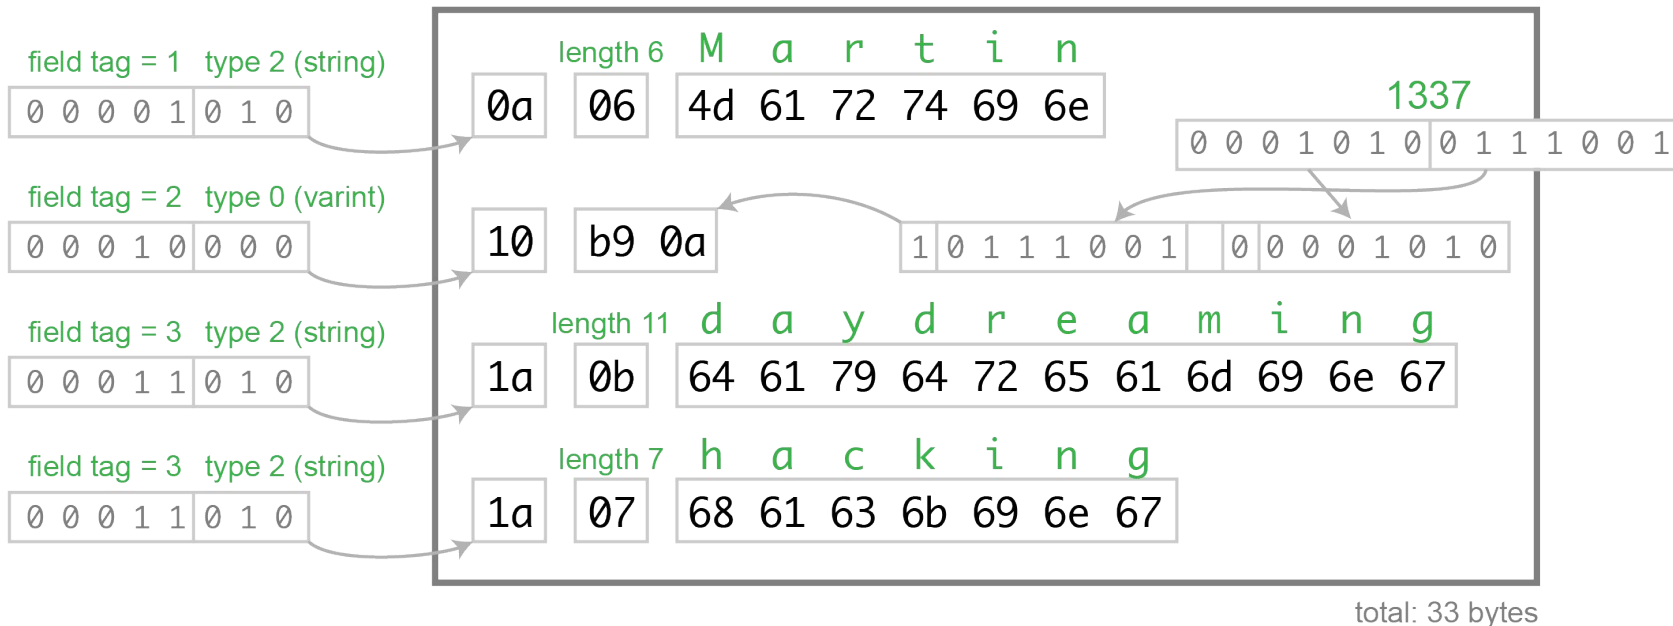 M a r t i n
field tag = 1 type 2 (string) length 6
0 0 0 0 1 0 1 0 0a 06 4d 61 72 74 69 6e
1337
0 0 0 1 0 1 0 0 1 1 1 0 0 1
field tag = 2 type 0 (varint)
0 0 0 1 0 0 0 0 10 b9 0a 1 0 1 1 1 0 0 1 0 0 0 0 1 0 1 0
d a y d r e a m i n g
field tag = 3 type 2 (string) length 11
0 0 0 1 1 0 1 0 1a 0b 64 61 79 64 72 65 61 6d 69 6e 67
h a c k i n g
field tag = 3 type 2 (string) length 7
0 0 0 1 1 0 1 0 1a 07 68 61 63 6b 69 6e 67
total: 33 bytes